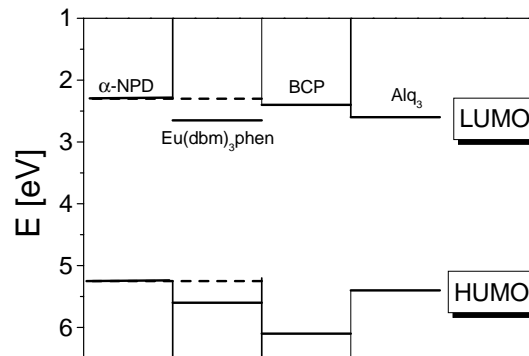 1
2
3
4
5
6
E [eV]
α-NPD
Eu(dbm)₃phen
BCP
Alq₃
LUMO
HUMO